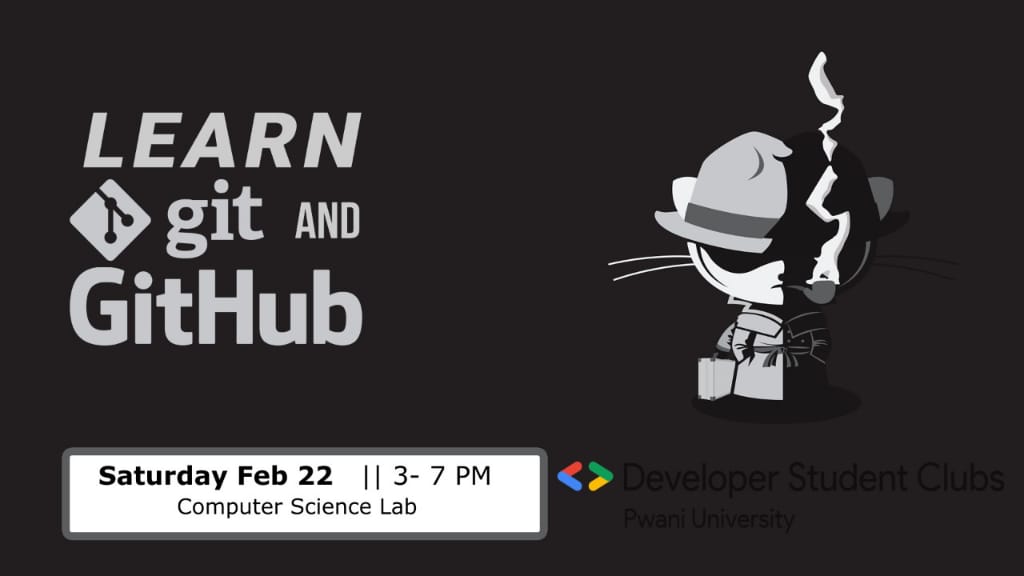 LEARN
git AND
GitHub
Saturday Feb 22 || 3- 7 PM
Computer Science Lab
Developer Student Clubs
Pwani University